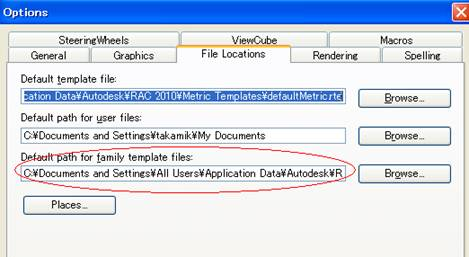 Options
SteeringWheels ViewCube Macros
General Graphics File Locations Rendering Spelling
Default template file:
cation Data¥Autodesk¥RAC 2010¥Metric Templates¥defaultMetric.rte Browse...
Default path for user files:
C:¥Documents and Settings¥takamik¥My Documents Browse...
Default path for family template files:
C:¥Documents and Settings¥All Users¥Application Data¥Autodesk¥R Browse...
Places...